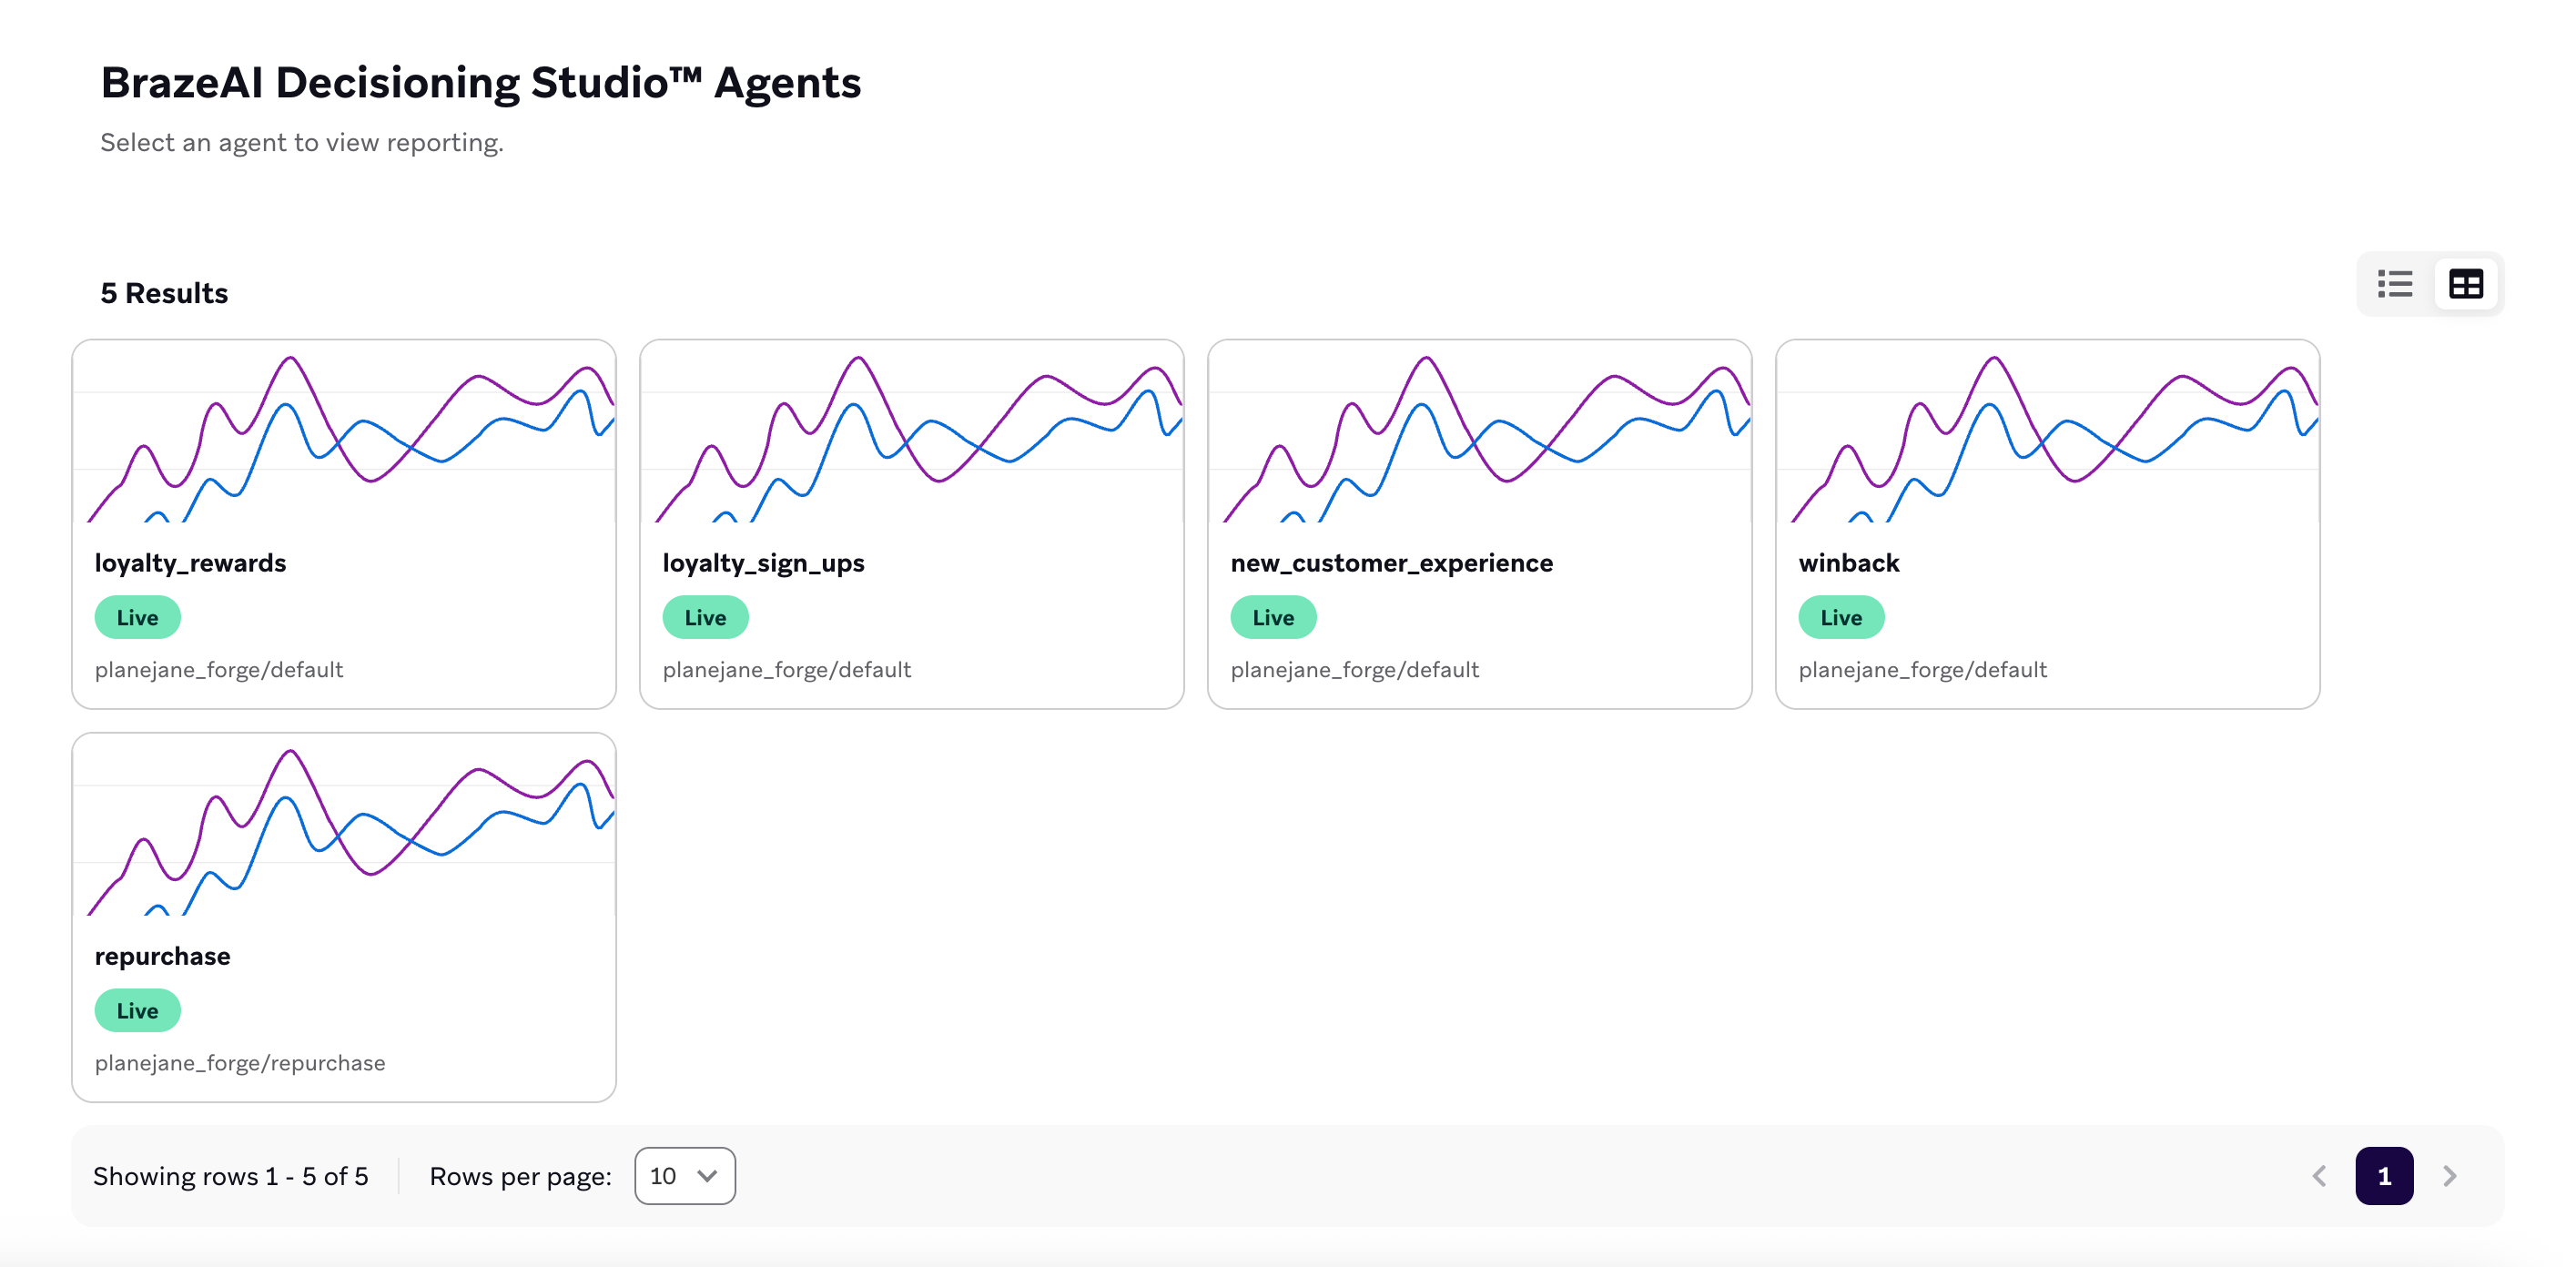 BrazeAI Decisioning Studio™ Agents
Select an agent to view reporting.
5 Results
loyalty_rewards
Live
planejane_forge/default
loyalty_sign_ups
Live
planejane_forge/default
new_customer_experience
Live
planejane_forge/default
winback
Live
planejane_forge/default
repurchase
Live
planejane_forge/repurchase
Showing rows 1 - 5 of 5
Rows per page: 10
1